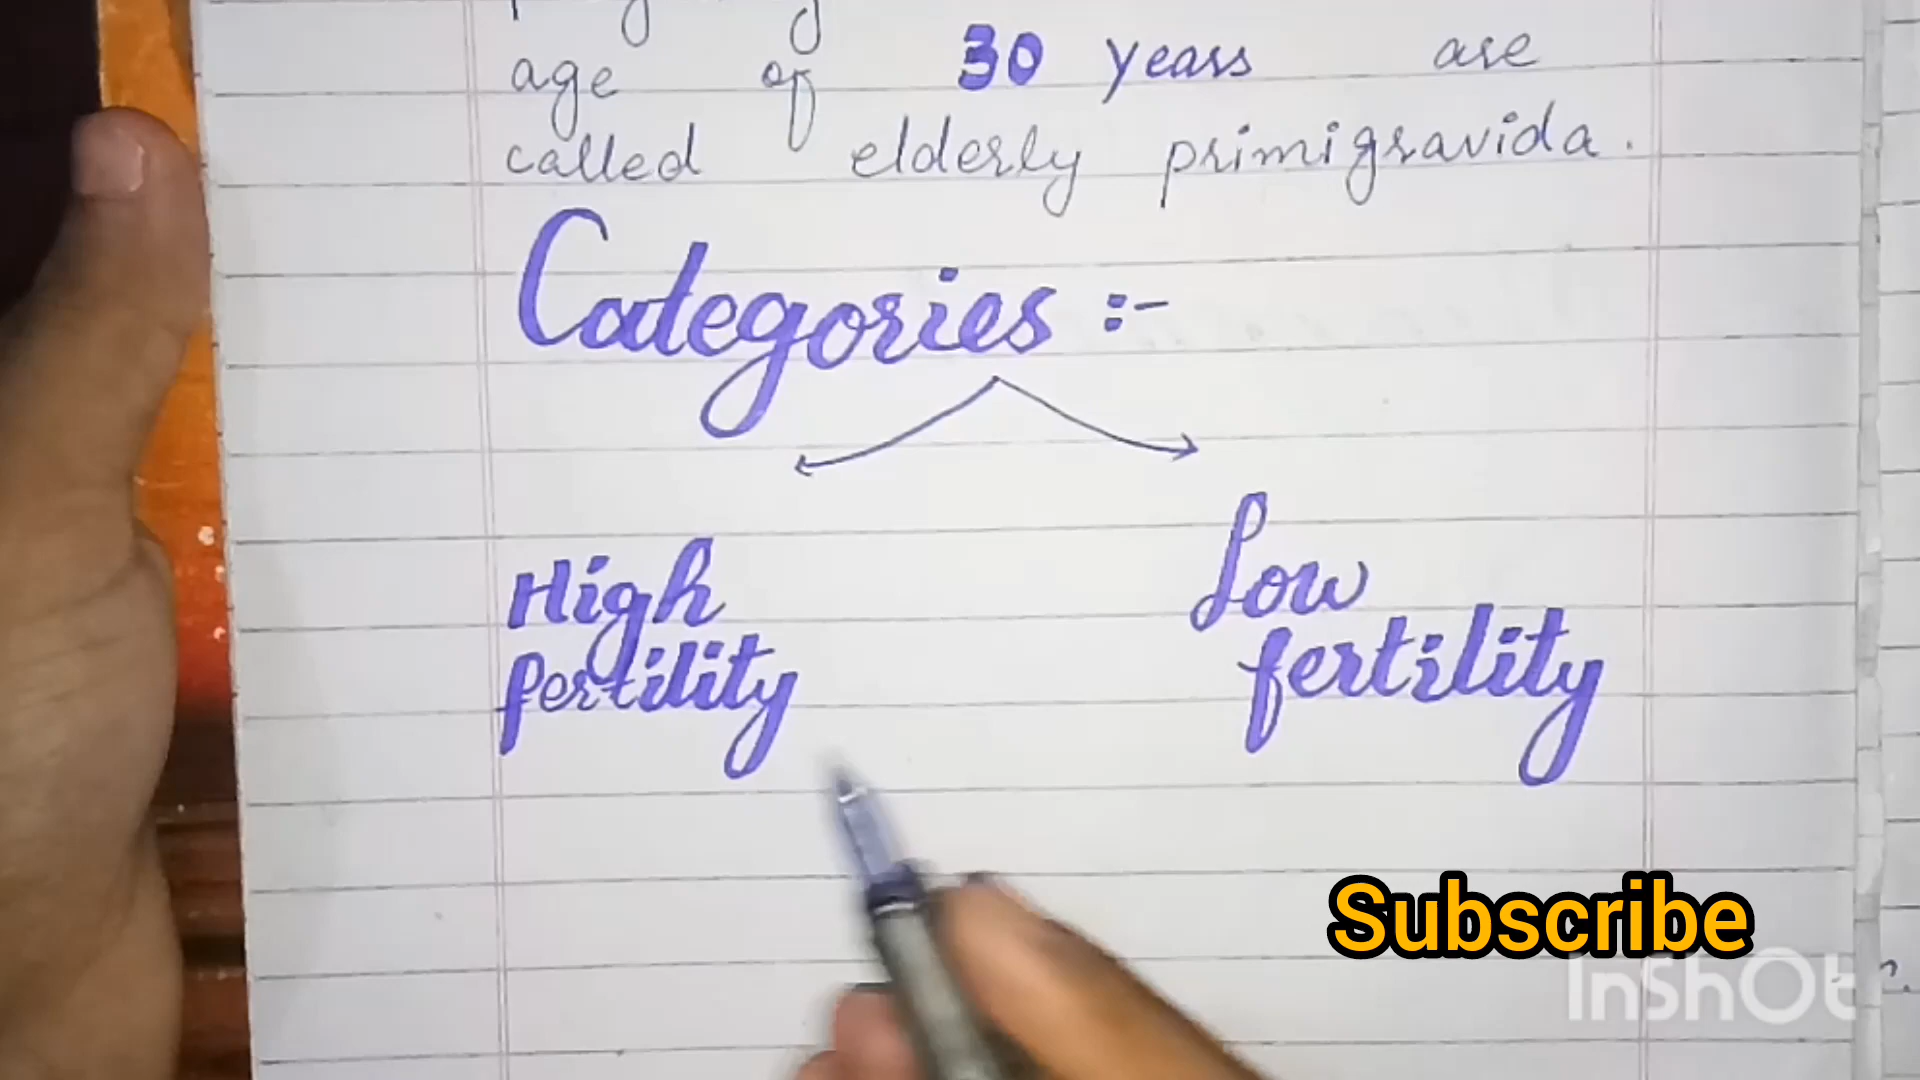 age of 30 years are
called elderly primigravida.
Categories :-
High
fertility
Low
fertility
Subscribe
InShOt